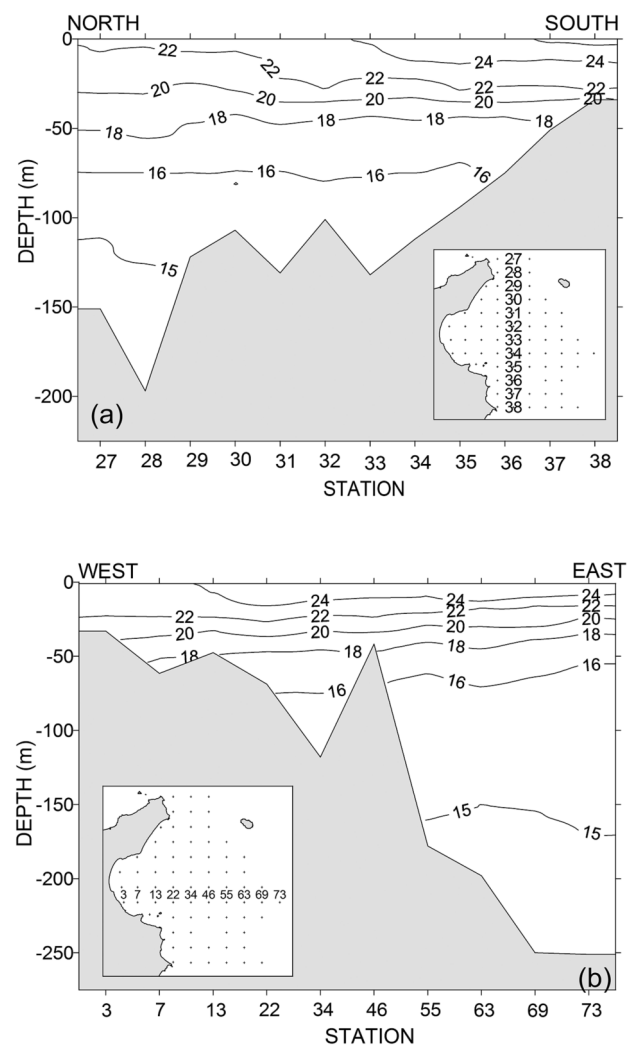 NORTH SOUTH
0
-50
-100
-150
-200
DEPTH (m)
22 22 24 24
20 20 22 22 22
20 20 20
18 18 18 18 18
16 16 16 16
15
(a)
27
28
29
30
31
32
33
34
35
36
37
38
27 28 29 30 31 32 33 34 35 36 37 38
STATION
WEST EAST
0
-50
-100
-150
-200
-250
DEPTH (m)
24 24 24
22 22 22 22
20 20 20 20
18 18 18 18
16 16 16
15 15
3 7 13 22 34 46 55 63 69 73
(b)
3 7 13 22 34 46 55 63 69 73
STATION